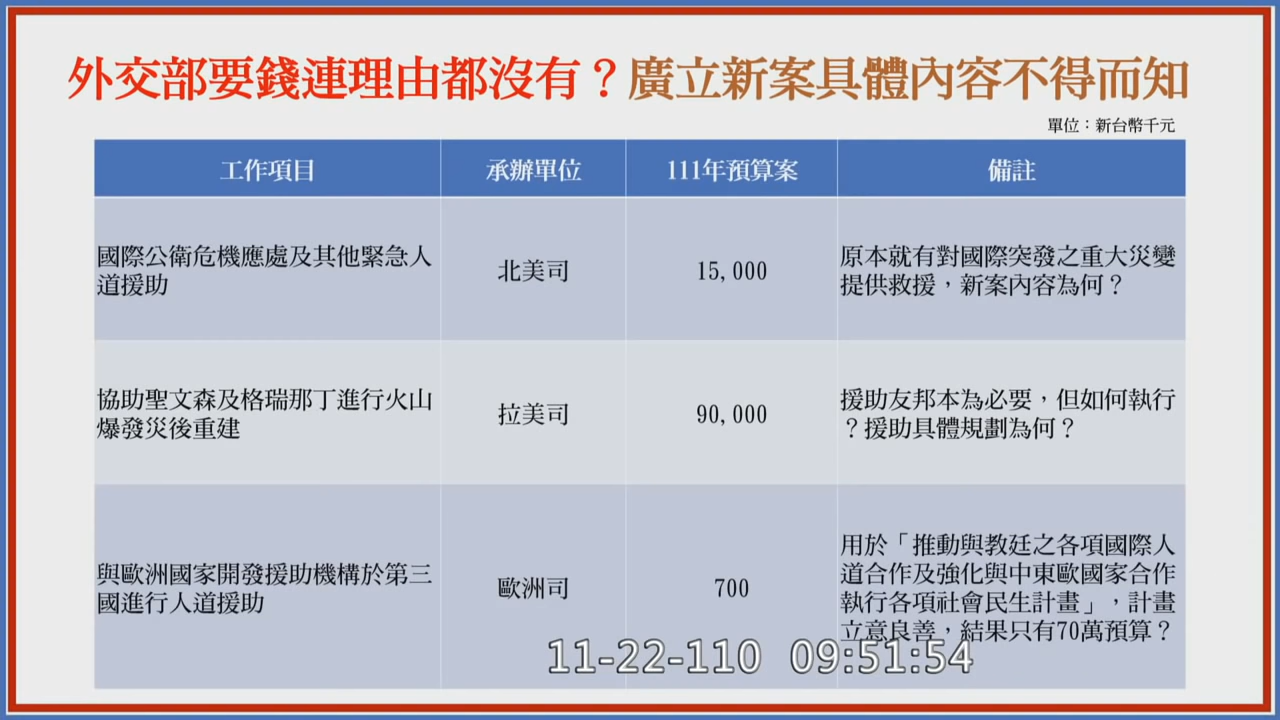 外交部要錢連理由都沒有？廣立新案具體內容不得而知
單位：新台幣千元
工作項目 承辦單位 111年預算案 備註
國際公衛危機應處及其他緊急人
道援助
北美司
15,000
原本就有對國際突發之重大災變
提供救援，新案內容為何？
協助聖文森及格瑞那丁進行火山
爆發災後重建
拉美司
90,000
援助友邦本為必要，但如何執行
？援助具體規劃為何？
與歐洲國家開發援助機構於第三
國進行人道援助
歐洲司
700
用於「推動與教廷之各項國際人
道合作及強化與中東歐國家合作
執行各項社會民生計畫」，計畫
立意良善，結果只有70萬預算？
11-22-110 09:51:54